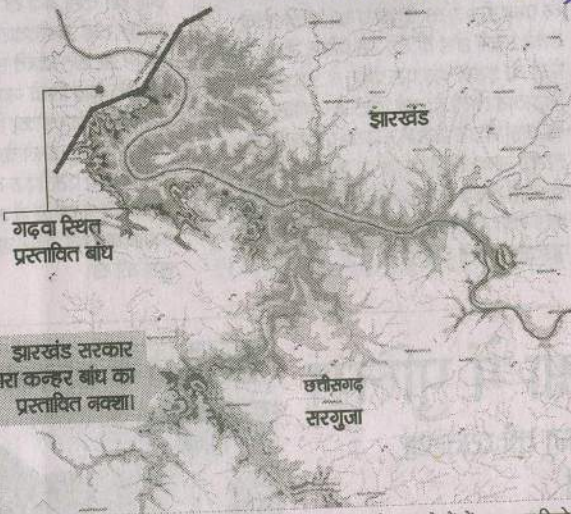 झारखंड
गढ़वा स्थित
प्रस्तावित बांध
झारखंड सरकार
कन्हर बांध का
प्रस्तावित नक्शा।
छत्तीसगढ़
सरगुजा